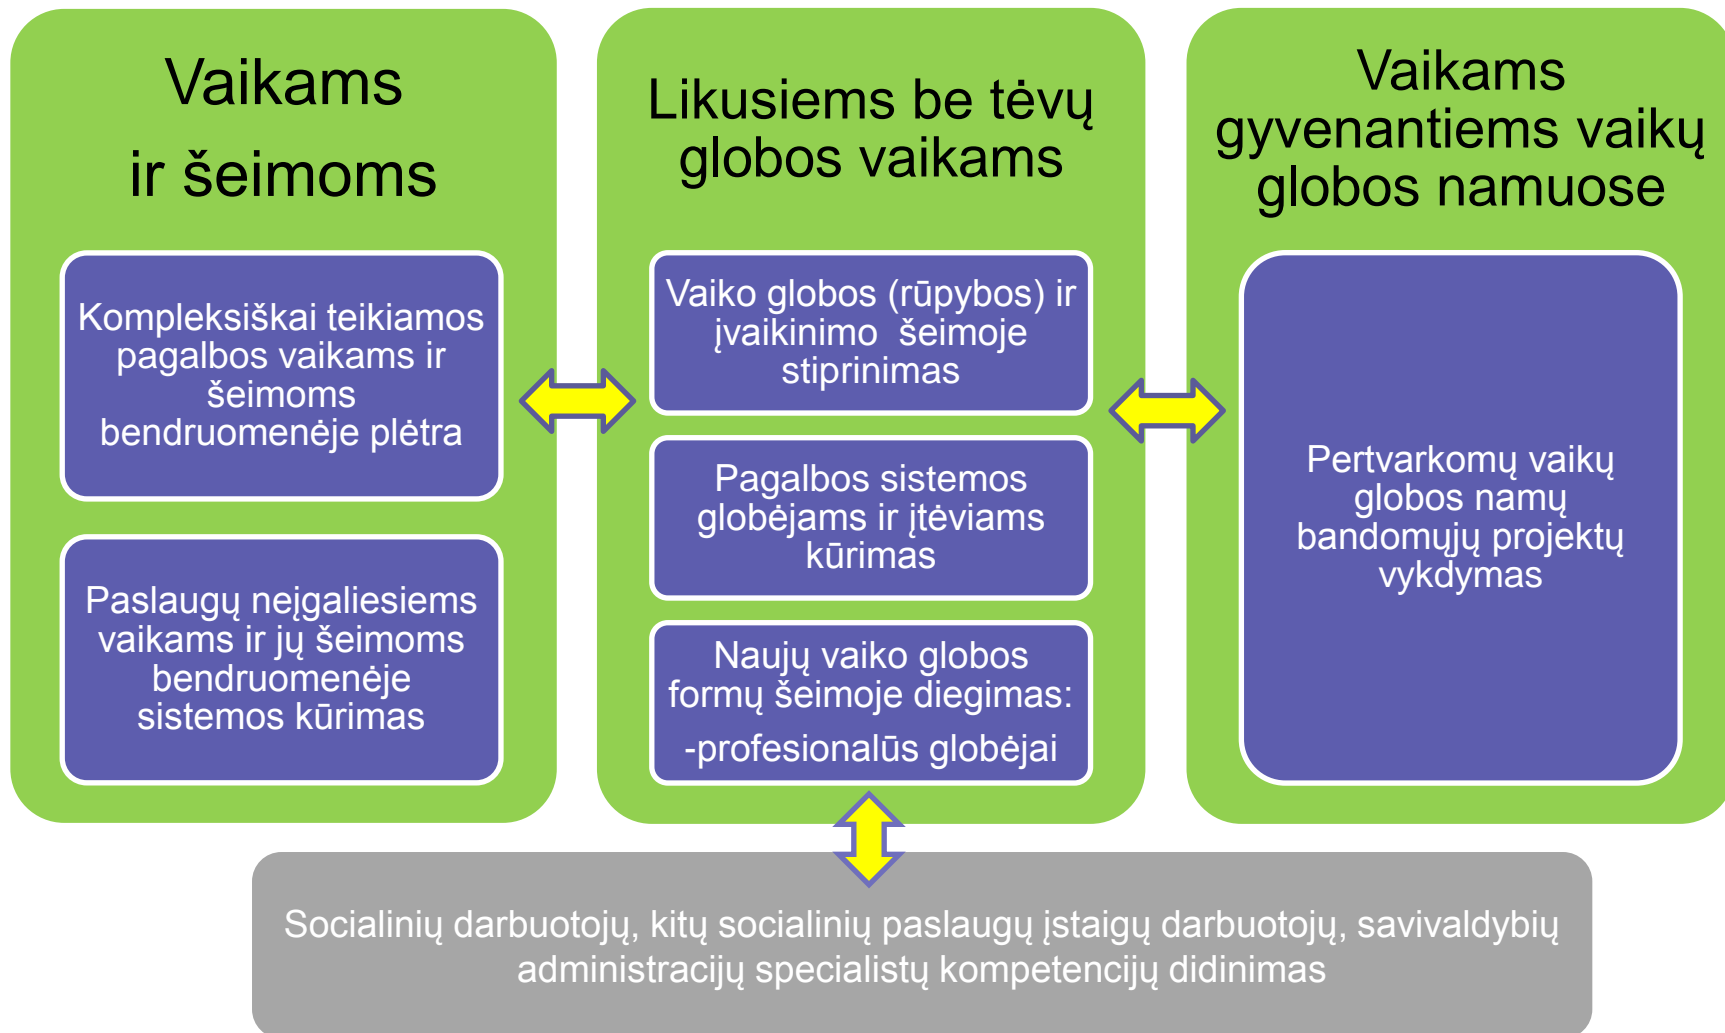 Vaikams
ir šeimoms
Kompleksiškai teikiamos
pagalbos vaikams ir
šeimoms
bendruomenėje plėtra
Paslaugų neįgaliesiems
vaikams ir jų šeimoms
bendruomenėje
sistemos kūrimas
Likusiems be tėvų
globos vaikams
Vaiko globos (rūpybos) ir
įvaikinimo šeimoje
stiprinimas
Pagalbos sistemos
globėjams ir įtėviams
kūrimas
Naujų vaiko globos
formų šeimoje diegimas:
-profesionalūs globėjai
Vaikams
gyvenantiems vaikų
globos namuose
Pertvarkomų vaikų
globos namų
bandomųjų projektų
vykdymas
Socialinių darbuotojų, kitų socialinių paslaugų įstaigų darbuotojų, savivaldybių
administracijų specialistų kompetencijų didinimas